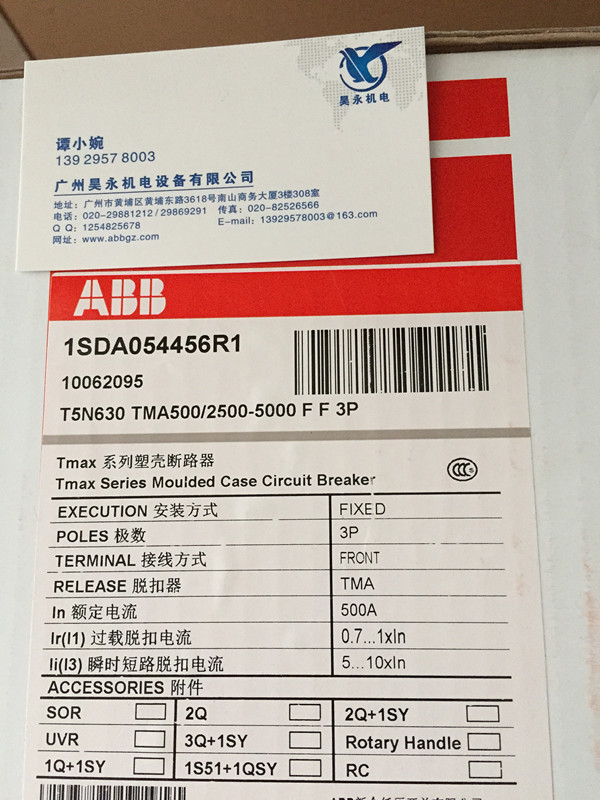 昊永机电
谭小婉
139 2957 8003
广州昊永机电设备有限公司
地址：广州市黄埔区黄埔东路3618号南山商务大厦3楼308室
电话：020-29881212 / 29869291 传真：020-82526566
Q Q：1254825678 E-mail：13929578003@163.com
网址：www.abbgz.com
ABB
1SDA054456R1
10062095
T5N630 TMA500/2500-5000 F F 3P
Tmax 系列塑壳断路器
Tmax Series Moulded Case Circuit Breaker
CCC
EXECUTION 安装方式 FIXED
POLES 极数 3P
TERMINAL 接线方式 FRONT
RELEASE 脱扣器 TMA
In 额定电流 500A
Ir(I1) 过载脱扣电流 0.7...1xIn
Ii(I3) 瞬时短路脱扣电流 5...10xIn
ACCESSORIES 附件
SOR 2Q 2Q+1SY
UVR 3Q+1SY Rotary Handle
1Q+1SY 1S51+1QSY RC